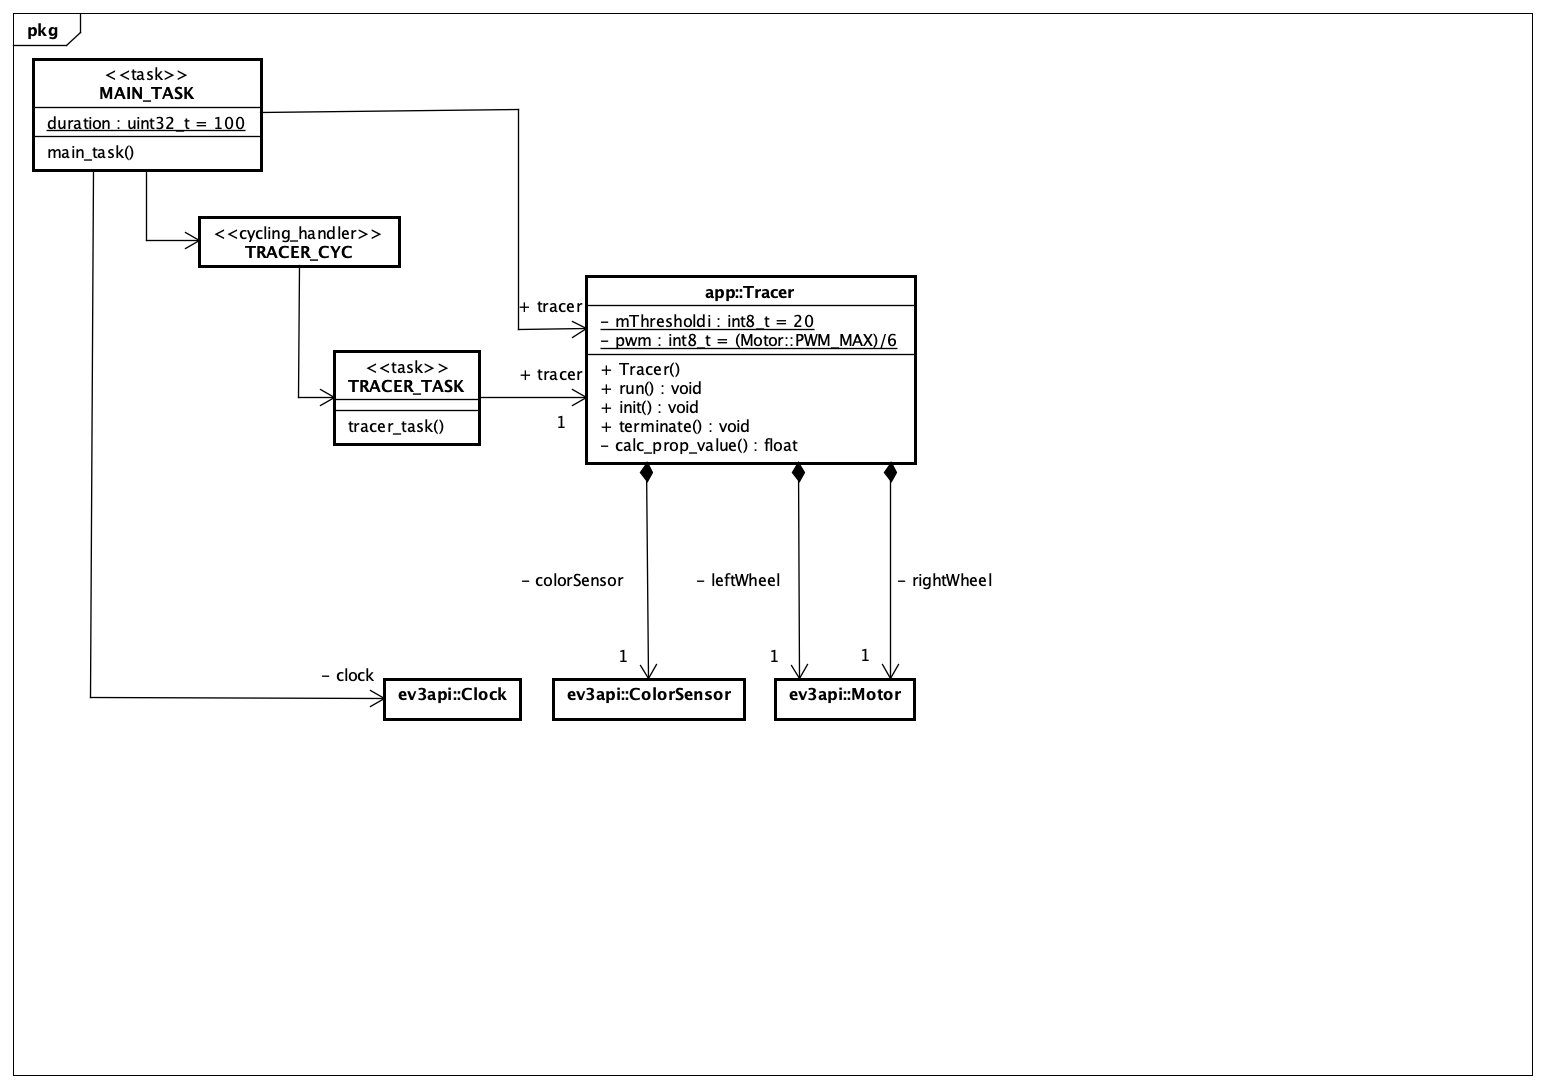 pkg
<<task>>
MAIN_TASK
duration : uint32_t = 100
main_task()
<<cycling_handler>>
TRACER_CYC
+ tracer
app::Tracer
- mThresholdi : int8_t = 20
- pwm : int8_t = (Motor::PWM_MAX)/6
+ Tracer()
+ run() : void
+ init() : void
+ terminate() : void
- calc_prop_value() : float
<<task>>
TRACER_TASK
tracer_task()
+ tracer
1
- colorSensor
- leftWheel
- rightWheel
1
1
1
- clock
ev3api::Clock
ev3api::ColorSensor
ev3api::Motor